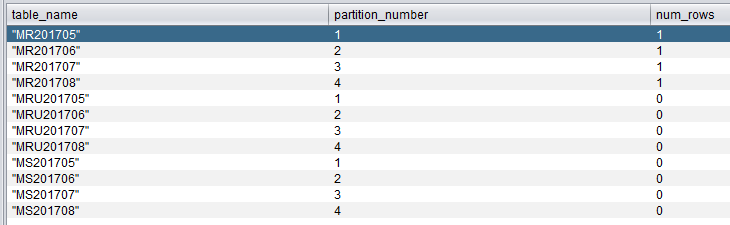 table_name partition_number num_rows
"MR201705" 1 1
"MR201706" 2 1
"MR201707" 3 1
"MR201708" 4 1
"MRU201705" 1 0
"MRU201706" 2 0
"MRU201707" 3 0
"MRU201708" 4 0
"MS201705" 1 0
"MS201706" 2 0
"MS201707" 3 0
"MS201708" 4 0